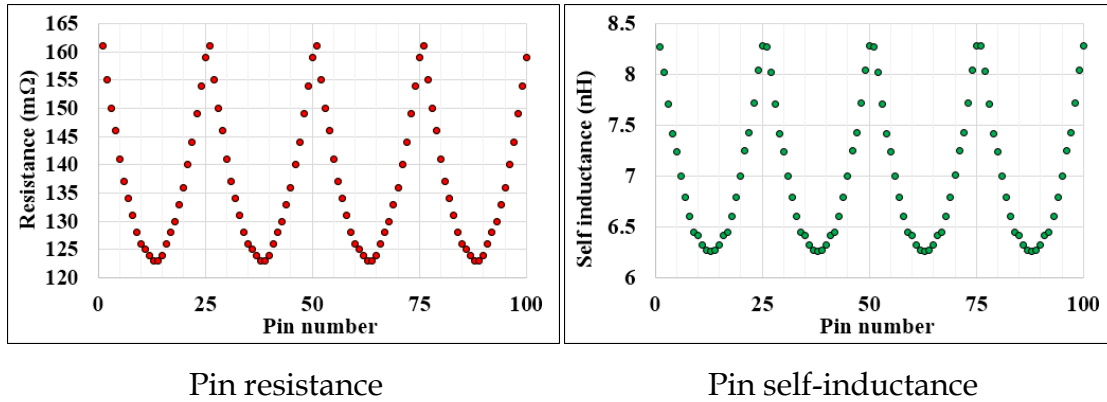 165
160
155
150
145
140
135
130
125
120
Resistance (mΩ)
0 25 50 75 100
Pin number
8.5
8
7.5
7
6.5
6
Self inductance (nH)
0 25 50 75 100
Pin number
Pin resistance
Pin self-inductance